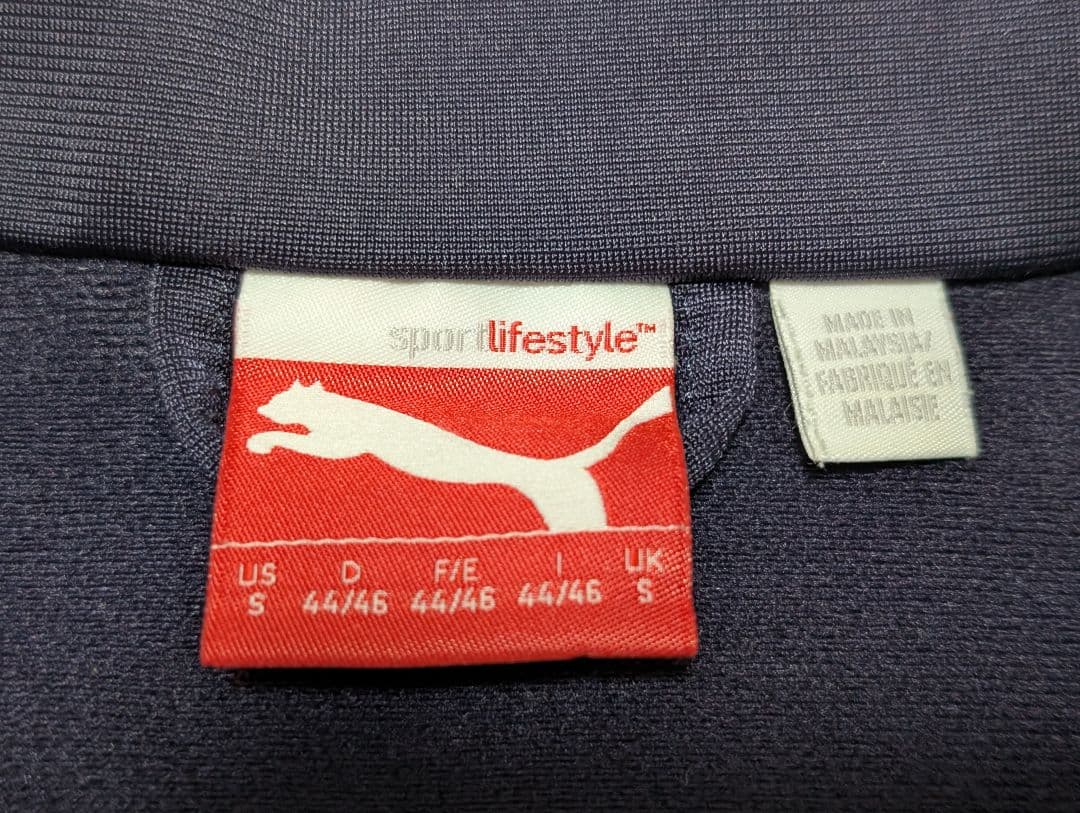 sportlifestyle™
US D F/E I UK
S 44/46 44/46 44/46 S
MADE IN
MALAYSIA/
FABRIQUÉ EN
MALAISIE